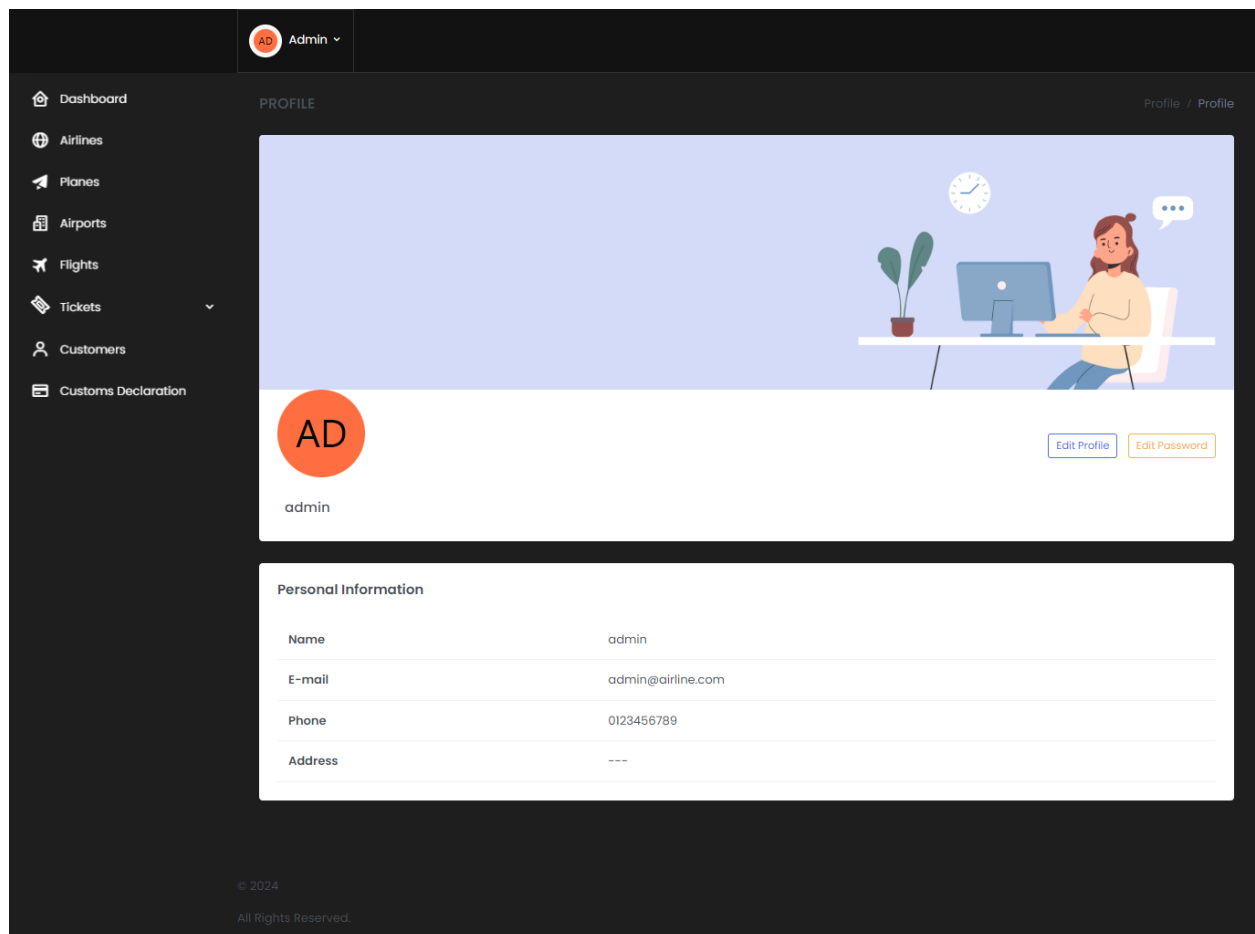 AD Admin
Dashboard
Airlines
Planes
Airports
Flights
Tickets
Customers
Customs Declaration
PROFILE
Profile / Profile
AD
Edit Profile
Edit Password
admin
Personal Information
Name admin
E-mail admin@airline.com
Phone 0123456789
Address ---
© 2024
All Rights Reserved.